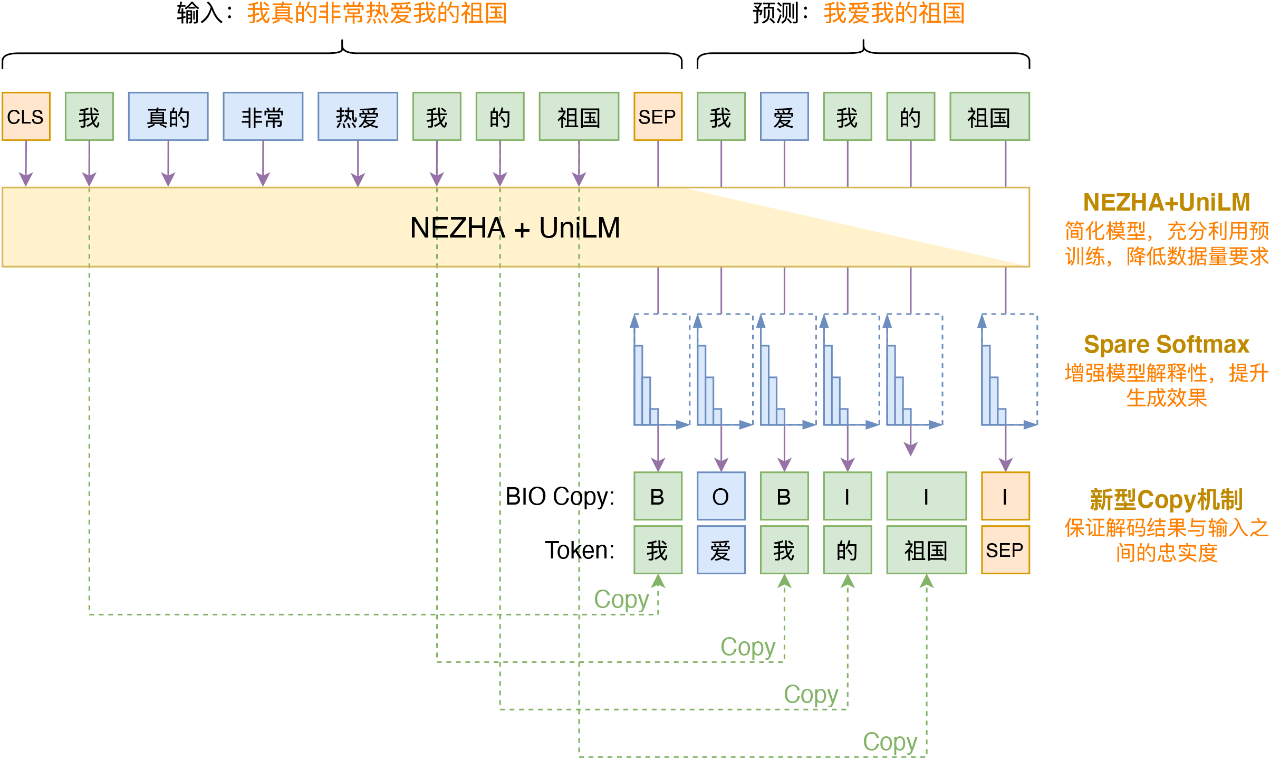 输入：我真的非常热爱我的祖国
预测：我爱我的祖国
CLS 我 真的 非常 热爱 我 的 祖国 SEP 我 爱 我 的 祖国
NEZHA + UniLM
NEZHA+UniLM
简化模型，充分利用预
训练，降低数据量要求
Spare Softmax
增强模型解释性，提升
生成效果
BIO Copy: B O B I I I
Token: 我 爱 我 的 祖国 SEP
新型Copy机制
保证解码结果与输入之
间的忠实度
Copy
Copy
Copy
Copy